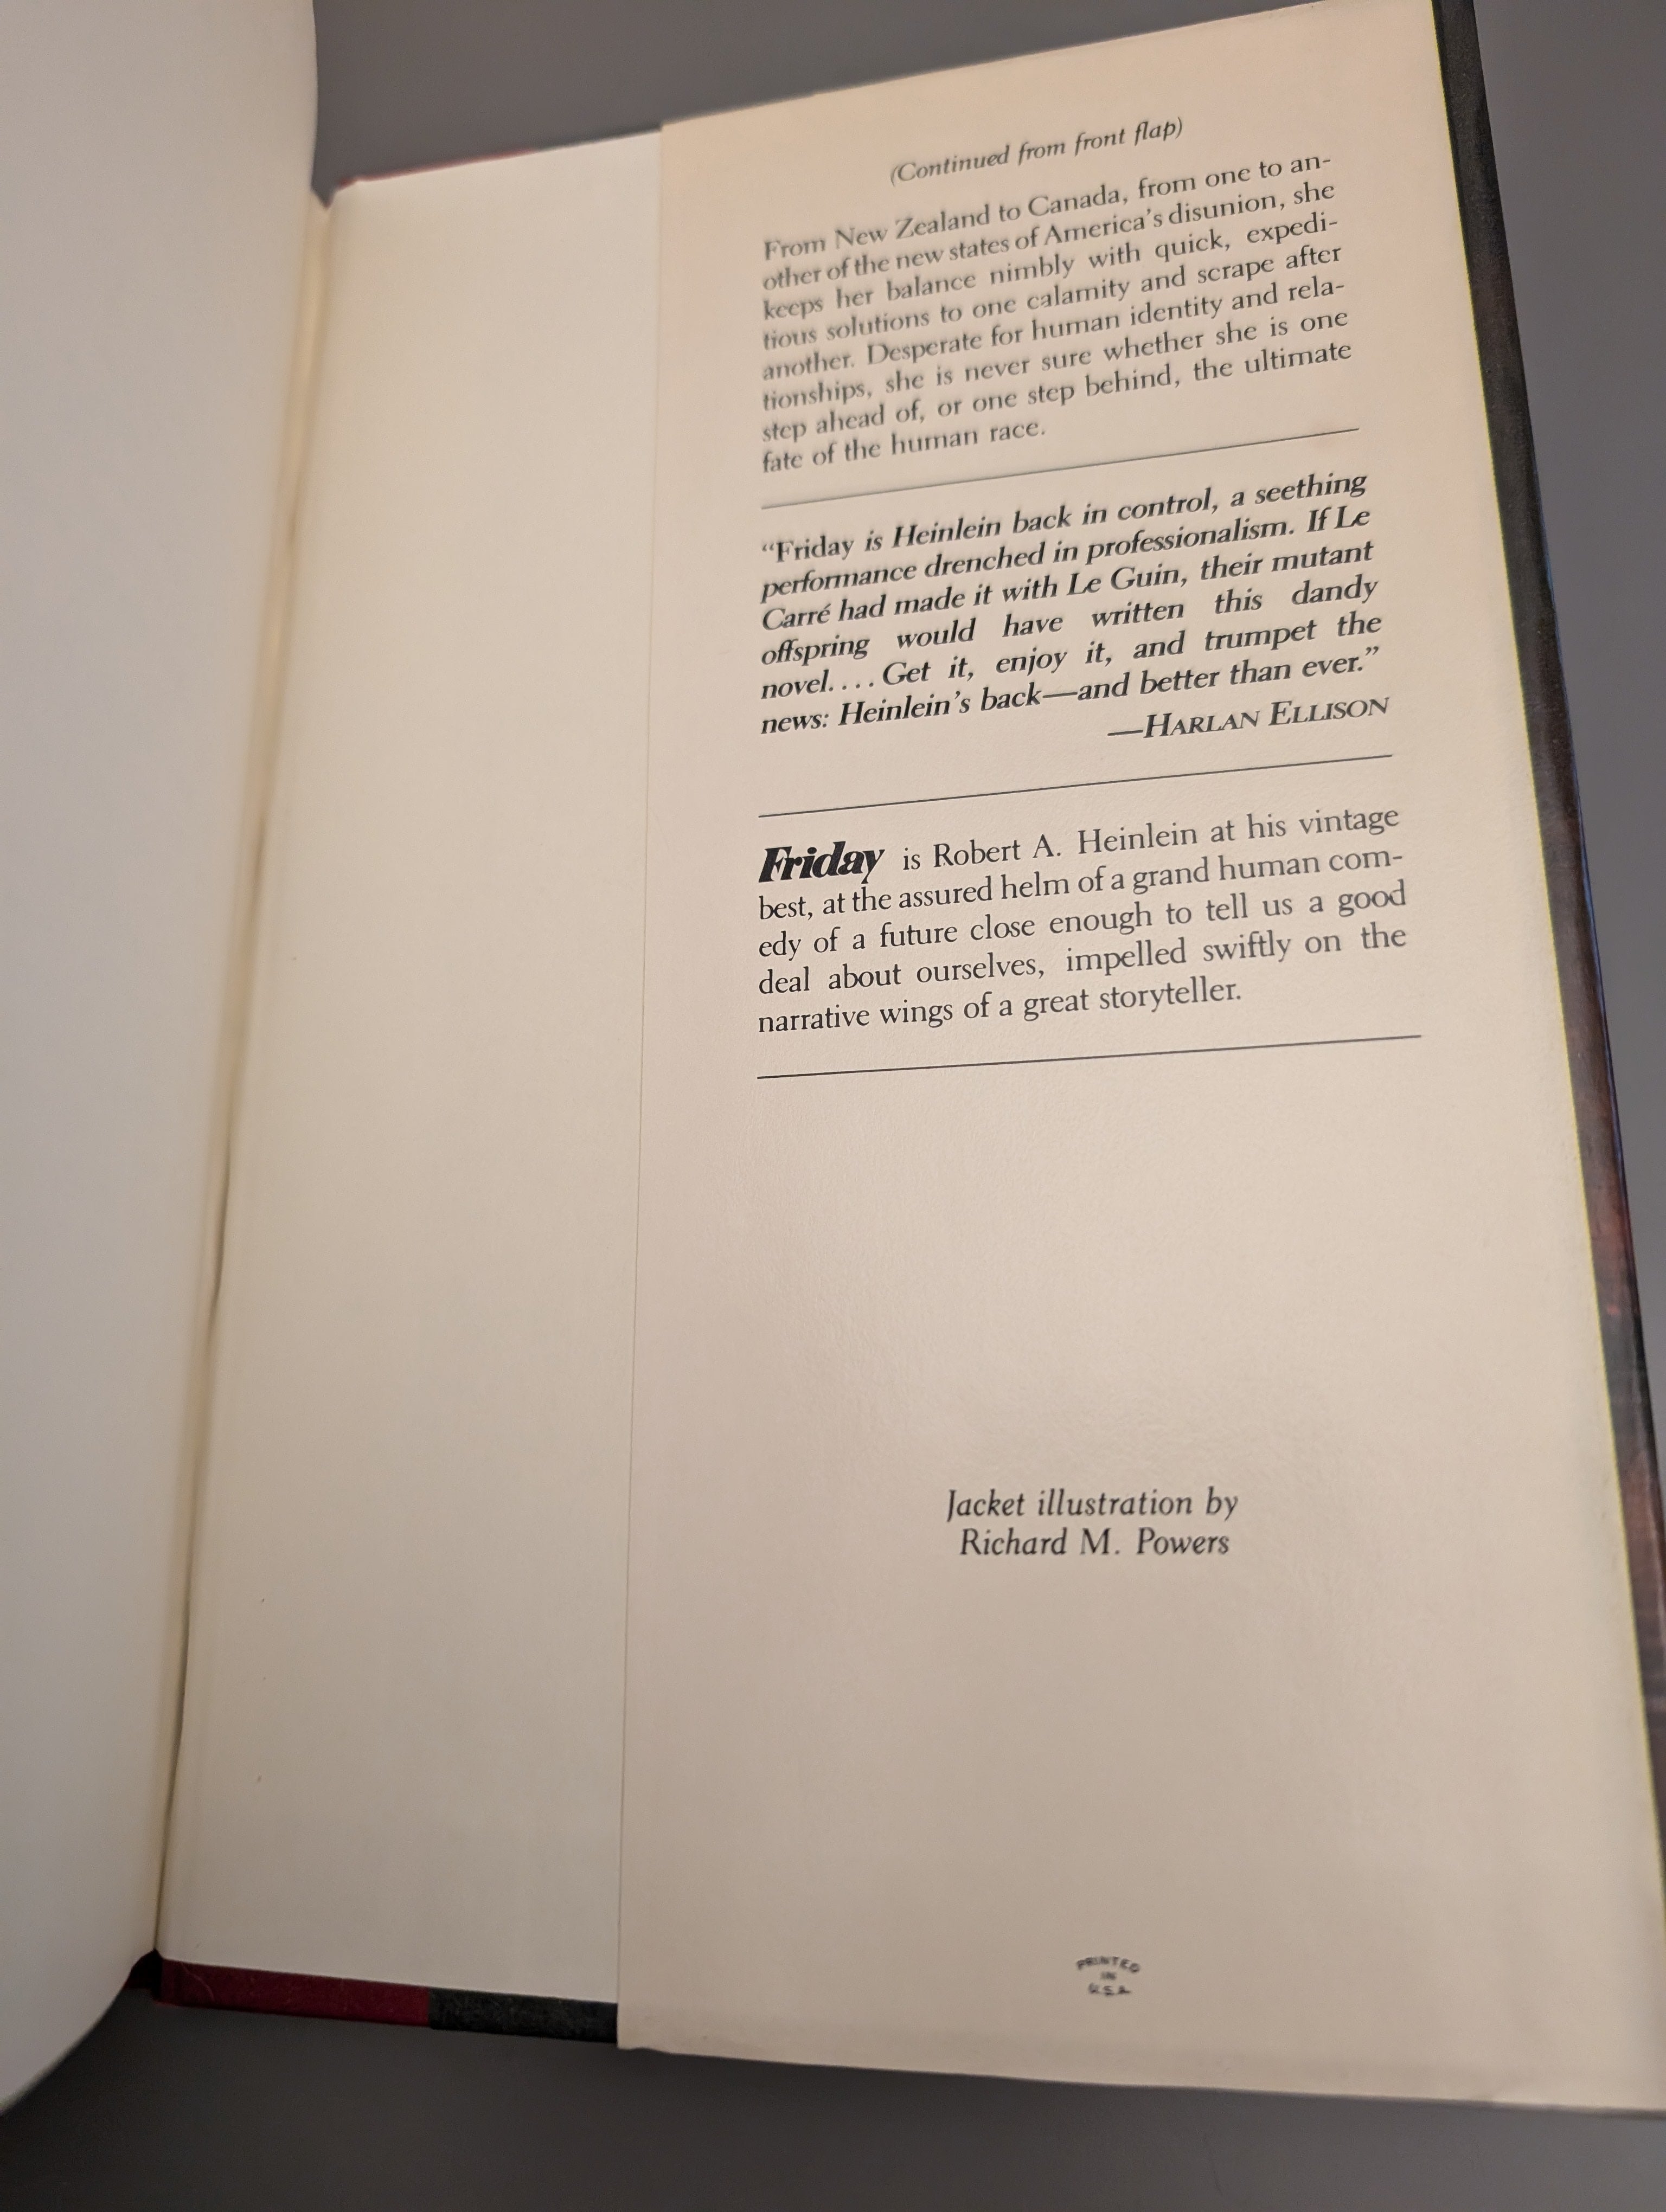 (Continued from front flap)
From New Zealand to Canada, from one to an-
other of the new states of America's disunion, she
keeps her balance nimbly with quick, expedi-
tious solutions to one calamity and scrape after
another. Desperate for human identity and rela-
tionships, she is never sure whether she is one
step ahead of, or one step behind, the ultimate
fate of the human race.
“Friday is Heinlein back in control, a seething
performance drenched in professionalism. If Le
Carré had made it with Le Guin, their mutant
offspring would have written this dandy
novel. . . . Get it, enjoy it, and trumpet the
news: Heinlein's back—and better than ever.”
—HARLAN ELLISON
Friday is Robert A. Heinlein at his vintage
best, at the assured helm of a grand human com-
edy of a future close enough to tell us a good
deal about ourselves, impelled swiftly on the
narrative wings of a great storyteller.
Jacket illustration by
Richard M. Powers
PRINTED
IN
U.S.A.